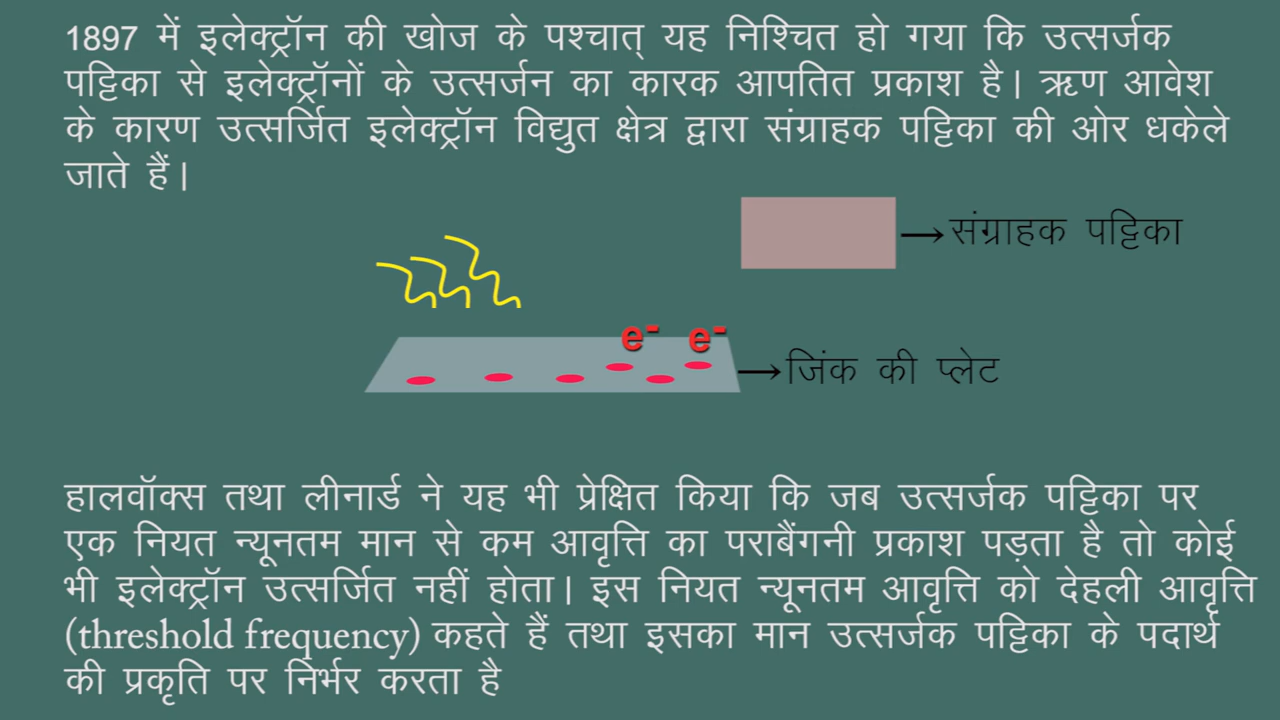 1897 में इलेक्ट्रॉन की खोज के पश्चात् यह निश्चित हो गया कि उत्सर्जक
पट्टिका से इलेक्ट्रॉनों के उत्सर्जन का कारक आपतित प्रकाश है। ऋण आवेश
के कारण उत्सर्जित इलेक्ट्रॉन विद्युत क्षेत्र द्वारा संग्राहक पट्टिका की ओर धकेले
जाते हैं।
→संग्राहक पट्टिका
e⁻ e⁻
→जिंक की प्लेट
हालवॉक्स तथा लीनार्ड ने यह भी प्रेक्षित किया कि जब उत्सर्जक पट्टिका पर
एक नियत न्यूनतम मान से कम आवृत्ति का पराबैंगनी प्रकाश पड़ता है तो कोई
भी इलेक्ट्रॉन उत्सर्जित नहीं होता। इस नियत न्यूनतम आवृत्ति को देहली आवृत्ति
(threshold frequency) कहते हैं तथा इसका मान उत्सर्जक पट्टिका के पदार्थ
की प्रकृति पर निर्भर करता है